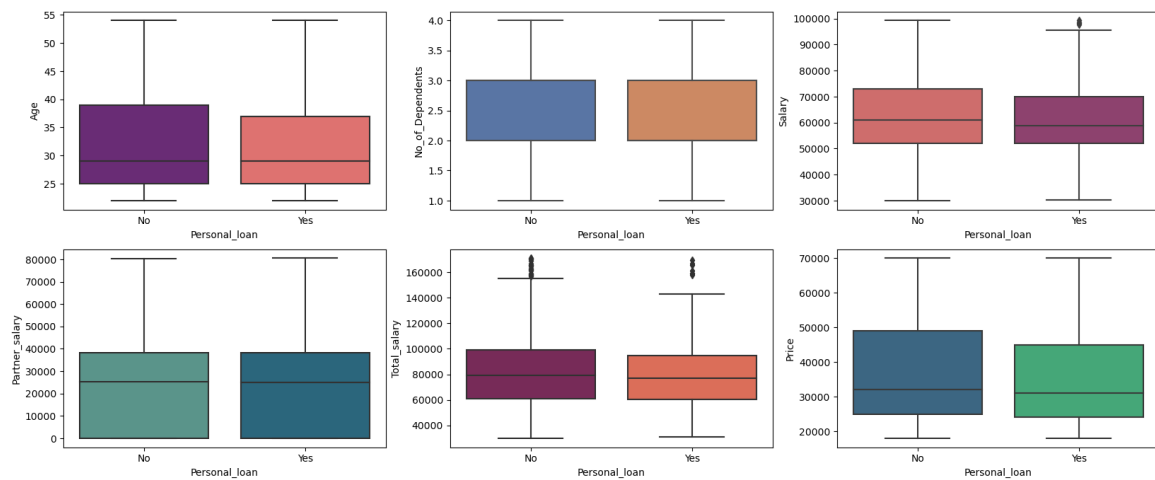 55
50
45
40
35
30
25
Age
No Yes
Personal_loan
4.0
3.5
3.0
2.5
2.0
1.5
1.0
No_of_Dependents
No Yes
Personal_loan
100000
90000
80000
70000
60000
50000
40000
30000
Salary
No Yes
Personal_loan
80000
70000
60000
50000
40000
30000
20000
10000
0
Partner_salary
No Yes
Personal_loan
160000
140000
120000
100000
80000
60000
40000
Total_salary
No Yes
Personal_loan
70000
60000
50000
40000
30000
20000
Price
No Yes
Personal_loan